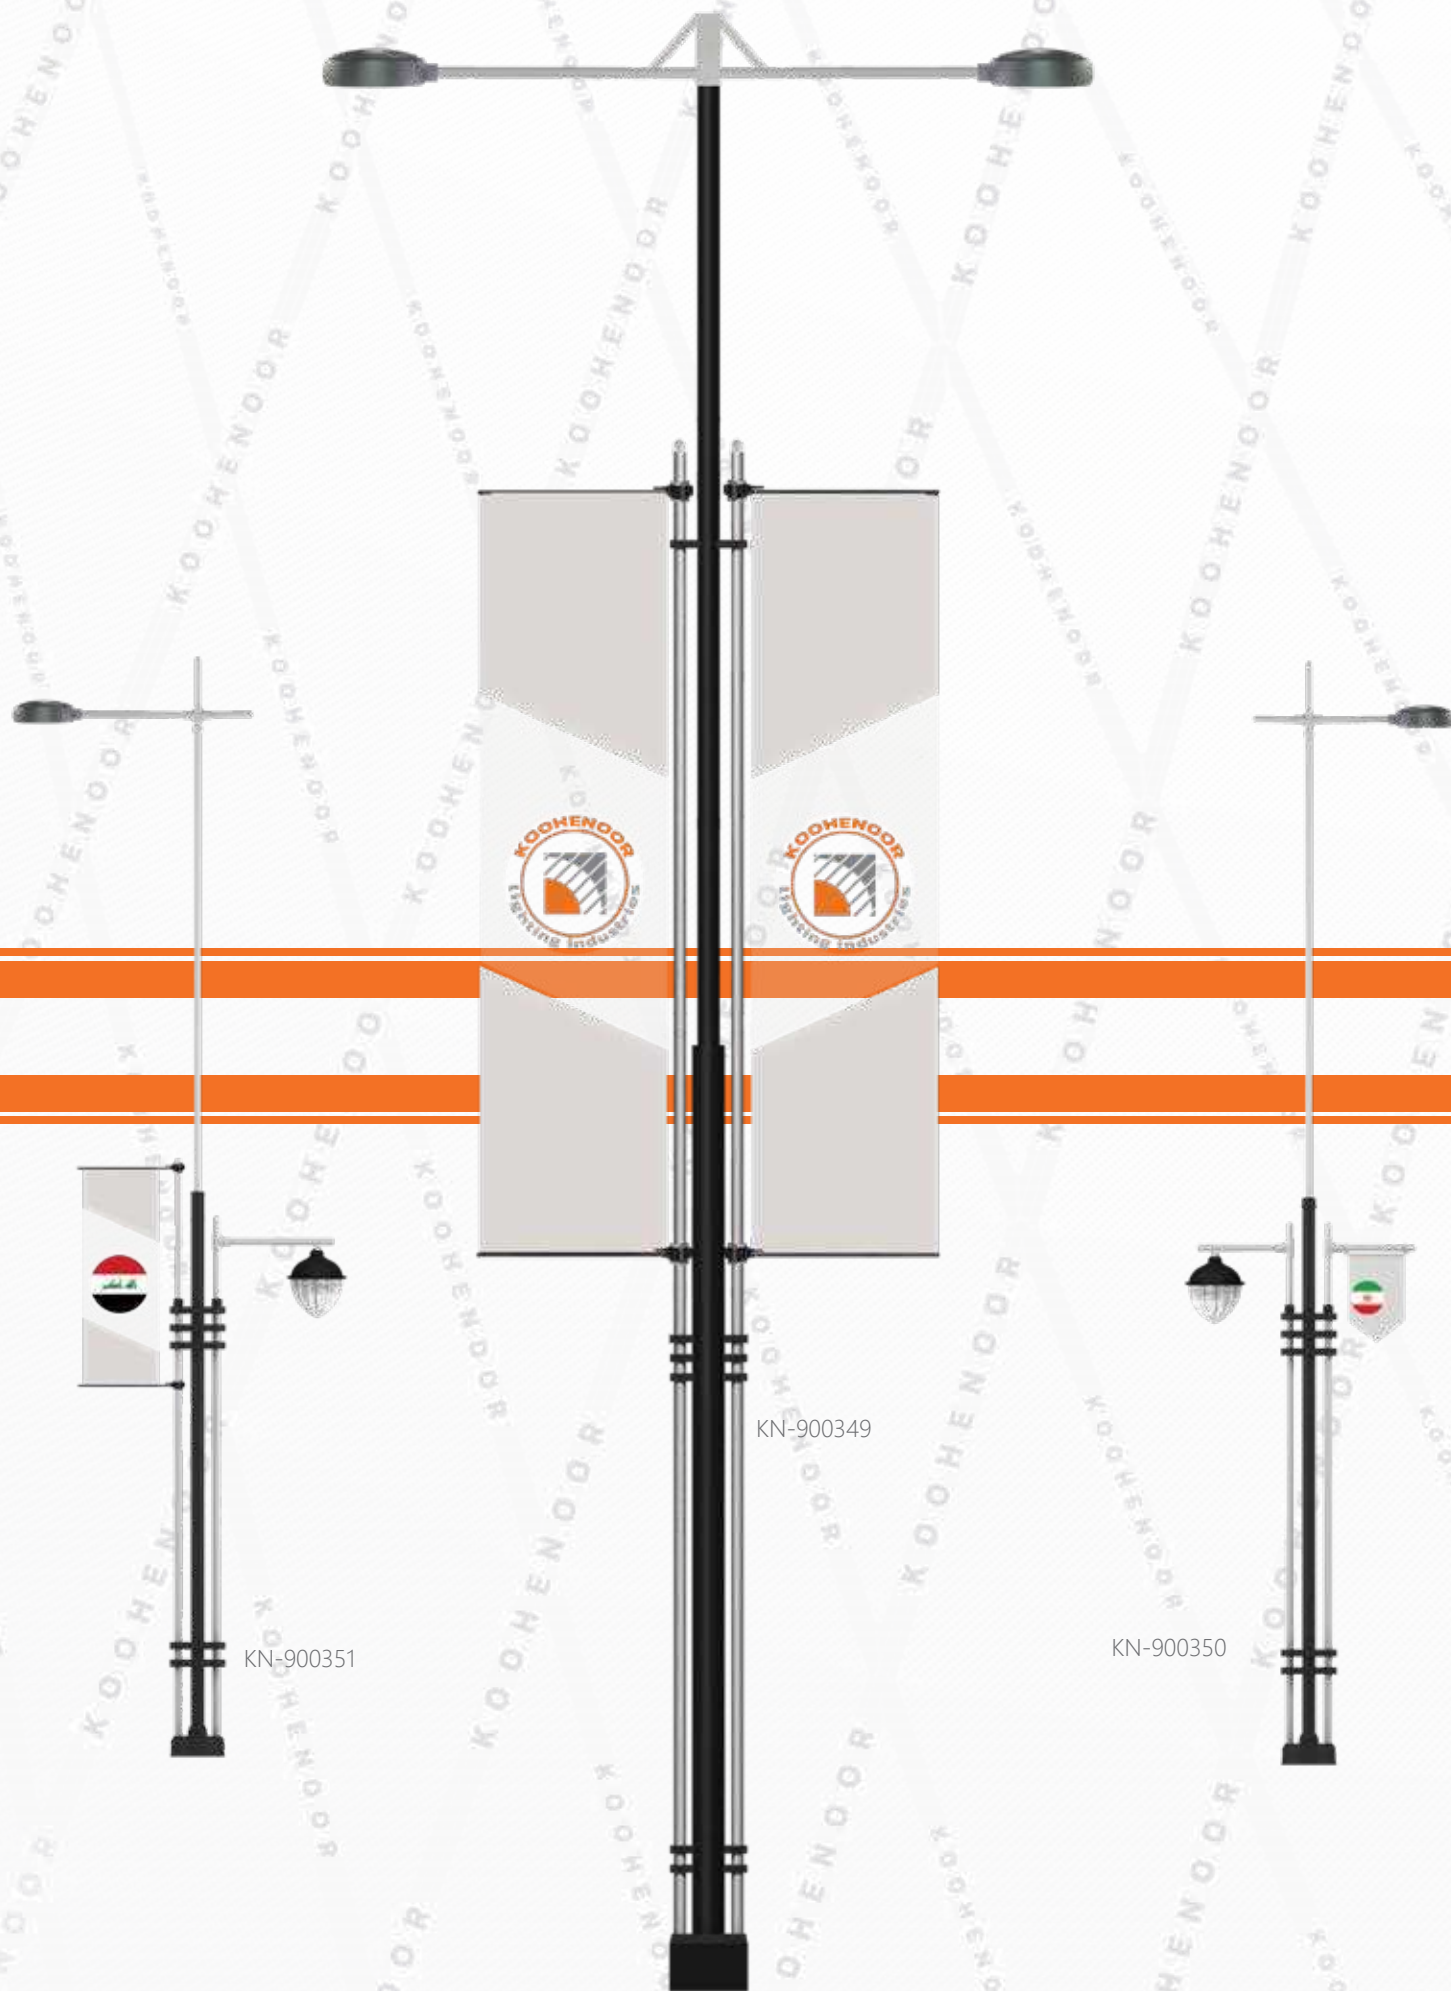 KOOHENOOR
Lighting Industries
KOOHENOOR
Lighting Industries
KN-900349
KN-900351
KN-900350